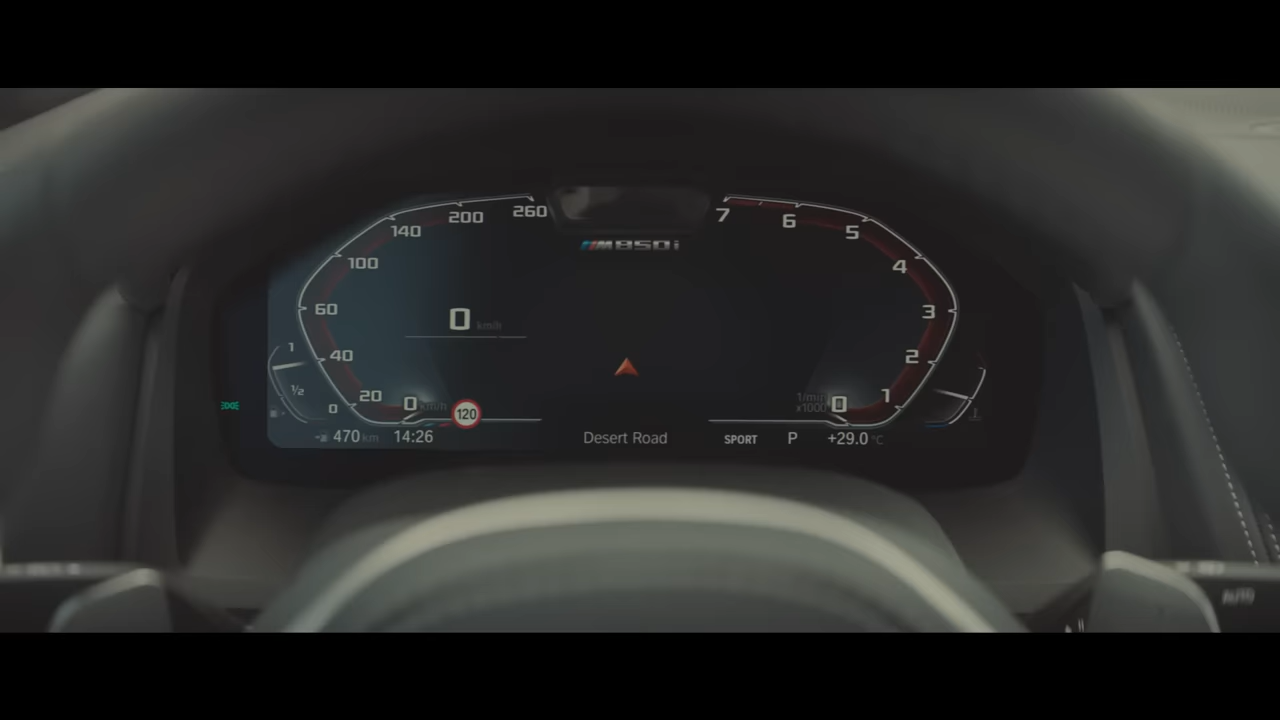 260
200
140
100
60
40
20
0
7
6
5
4
3
2
1
0
M850i
0 km/h
1
½
0
km/h
120
1/min
x1000
470 km
14:26
Desert Road
SPORT
P
+29.0 °C
AUTO